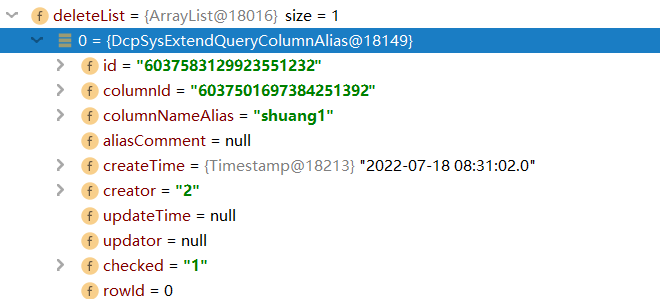 deleteList = {ArrayList@18016} size = 1
0 = {DcpSysExtendQueryColumnAlias@18149}
f id = "6037583129923551232"
f columnId = "6037501697384251392"
f columnNameAlias = "shuang1"
f aliasComment = null
f createTime = {Timestamp@18213} "2022-07-18 08:31:02.0"
f creator = "2"
f updateTime = null
f updator = null
f checked = "1"
f rowId = 0